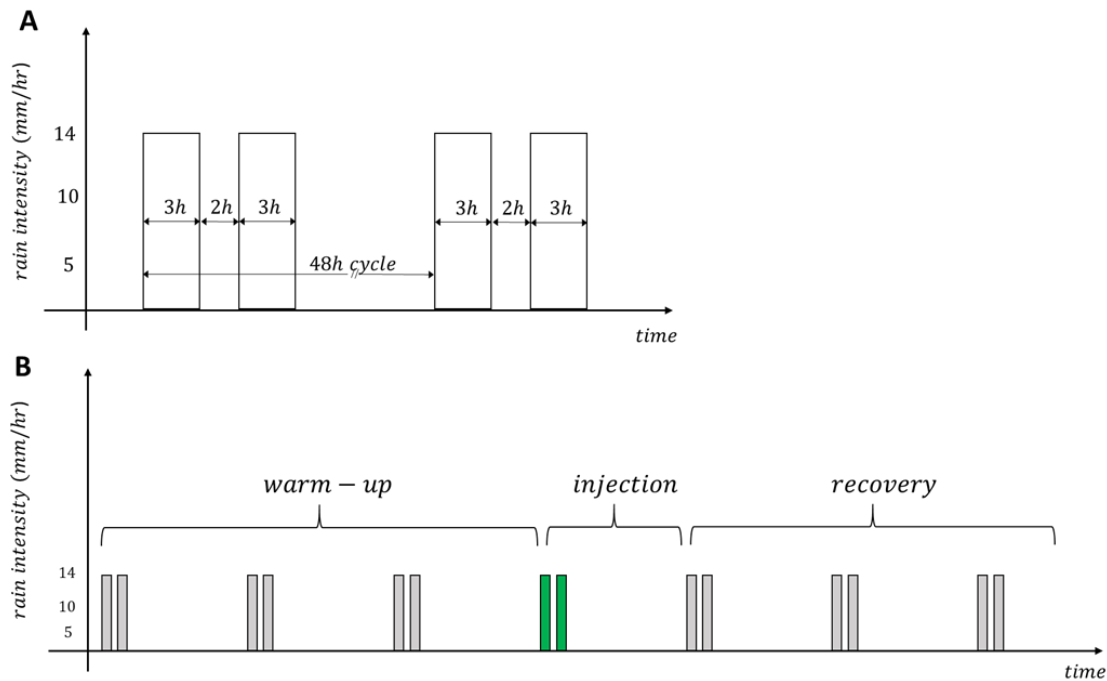 A
rain intensity (mm/hr)
14
10
5
3h 2h 3h
3h 2h 3h
48h cycle
time
B
rain intensity (mm/hr)
warm − up
injection
recovery
14
10
5
time